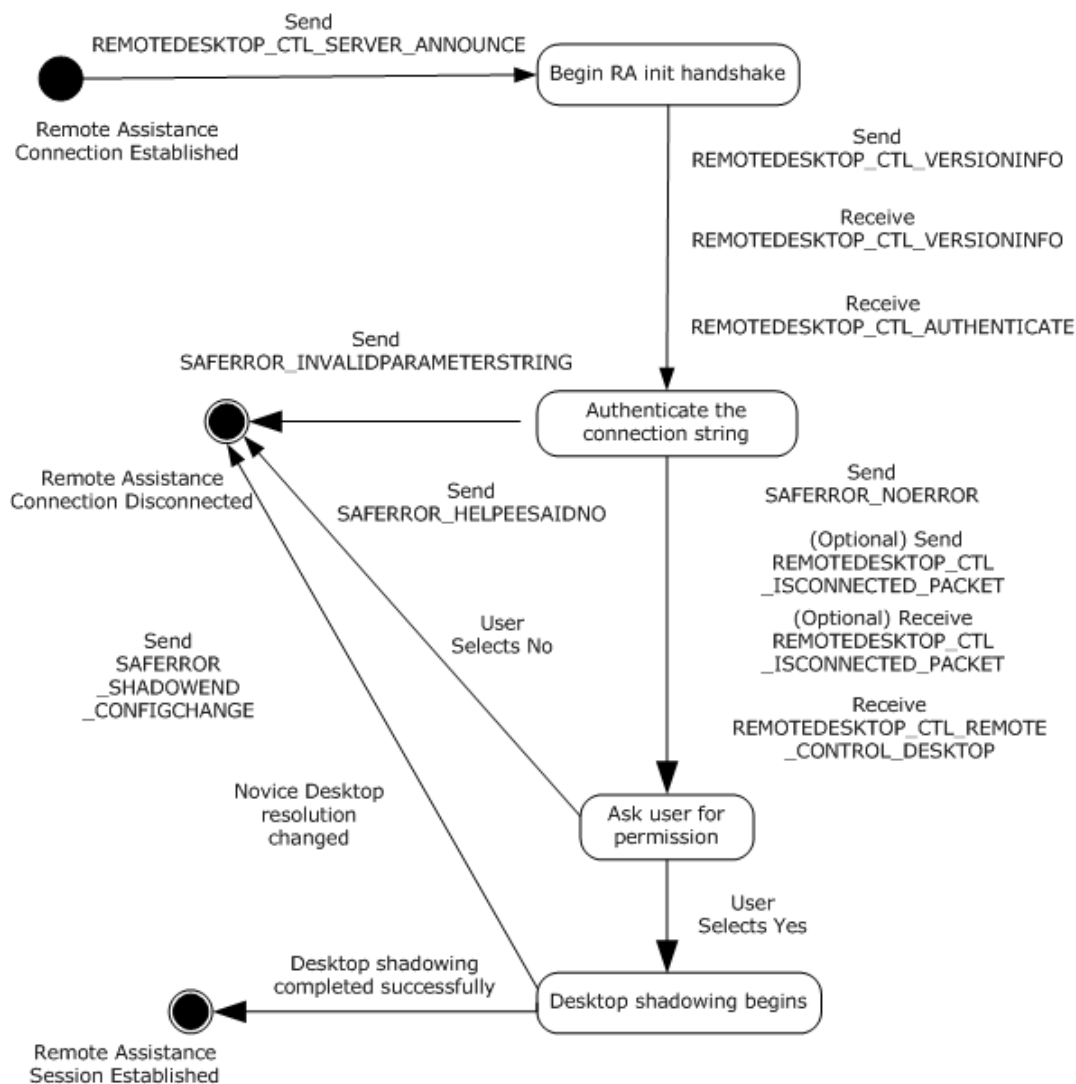 Send
REMOTEDESKTOP_CTL_SERVER_ANNOUNCE
Begin RA init handshake
Remote Assistance
Connection Established
Send
REMOTEDESKTOP_CTL_VERSIONINFO
Receive
REMOTEDESKTOP_CTL_VERSIONINFO
Receive
REMOTEDESKTOP_CTL_AUTHENTICATE
Send
SAFERROR_INVALIDPARAMETERSTRING
Authenticate the
connection string
Remote Assistance
Connection Disconnected
Send
SAFERROR_HELPEESAIDNO
Send
SAFERROR_NOERROR
(Optional) Send
REMOTEDESKTOP_CTL
_ISCONNECTED_PACKET
(Optional) Receive
REMOTEDESKTOP_CTL
_ISCONNECTED_PACKET
Receive
REMOTEDESKTOP_CTL_REMOTE
_CONTROL_DESKTOP
User
Selects No
Send
SAFERROR
_SHADOWEND
_CONFIGCHANGE
Novice Desktop
resolution
changed
Ask user for
permission
User
Selects Yes
Desktop shadowing
completed successfully
Desktop shadowing begins
Remote Assistance
Session Established